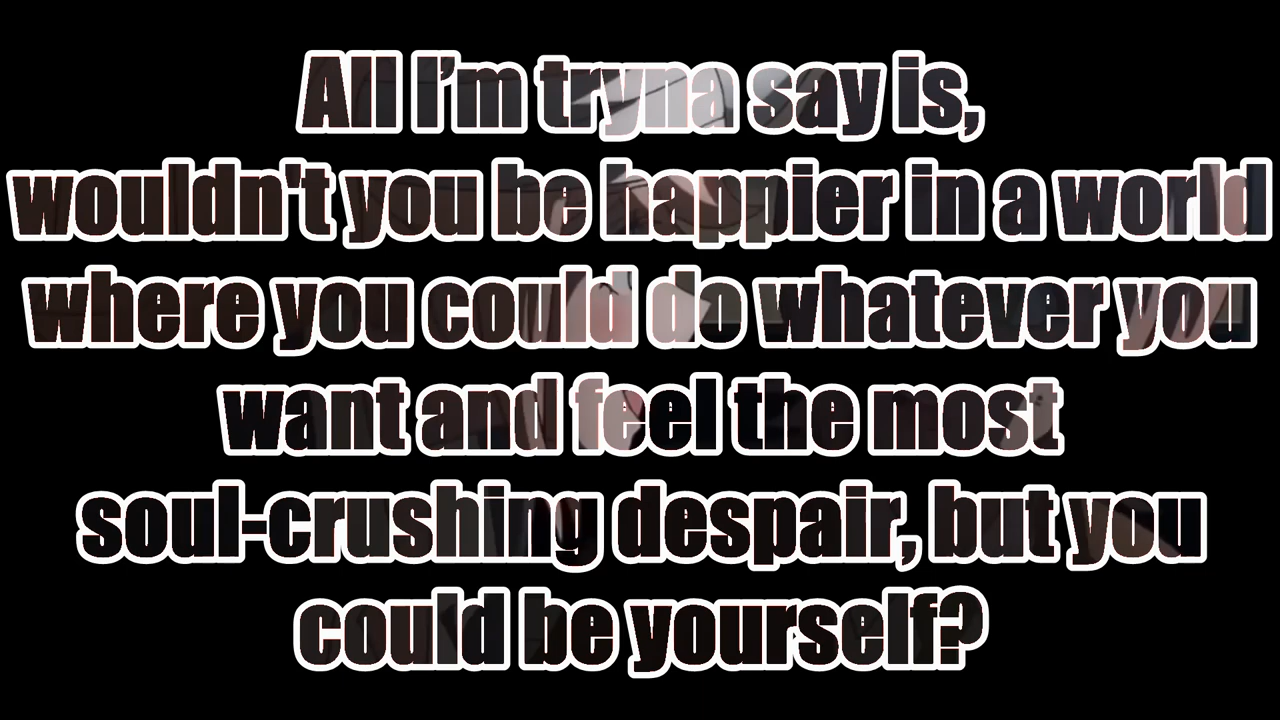 All I’m tryna say is,
wouldn't you be happier in a world
where you could do whatever you
want and feel the most
soul-crushing despair, but you
could be yourself?